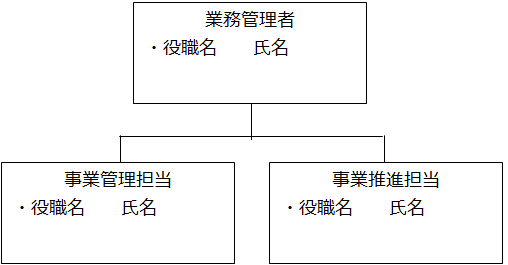 業務管理者
・役職名　　氏名
事業管理担当
・役職名　　氏名
事業推進担当
・役職名　　氏名